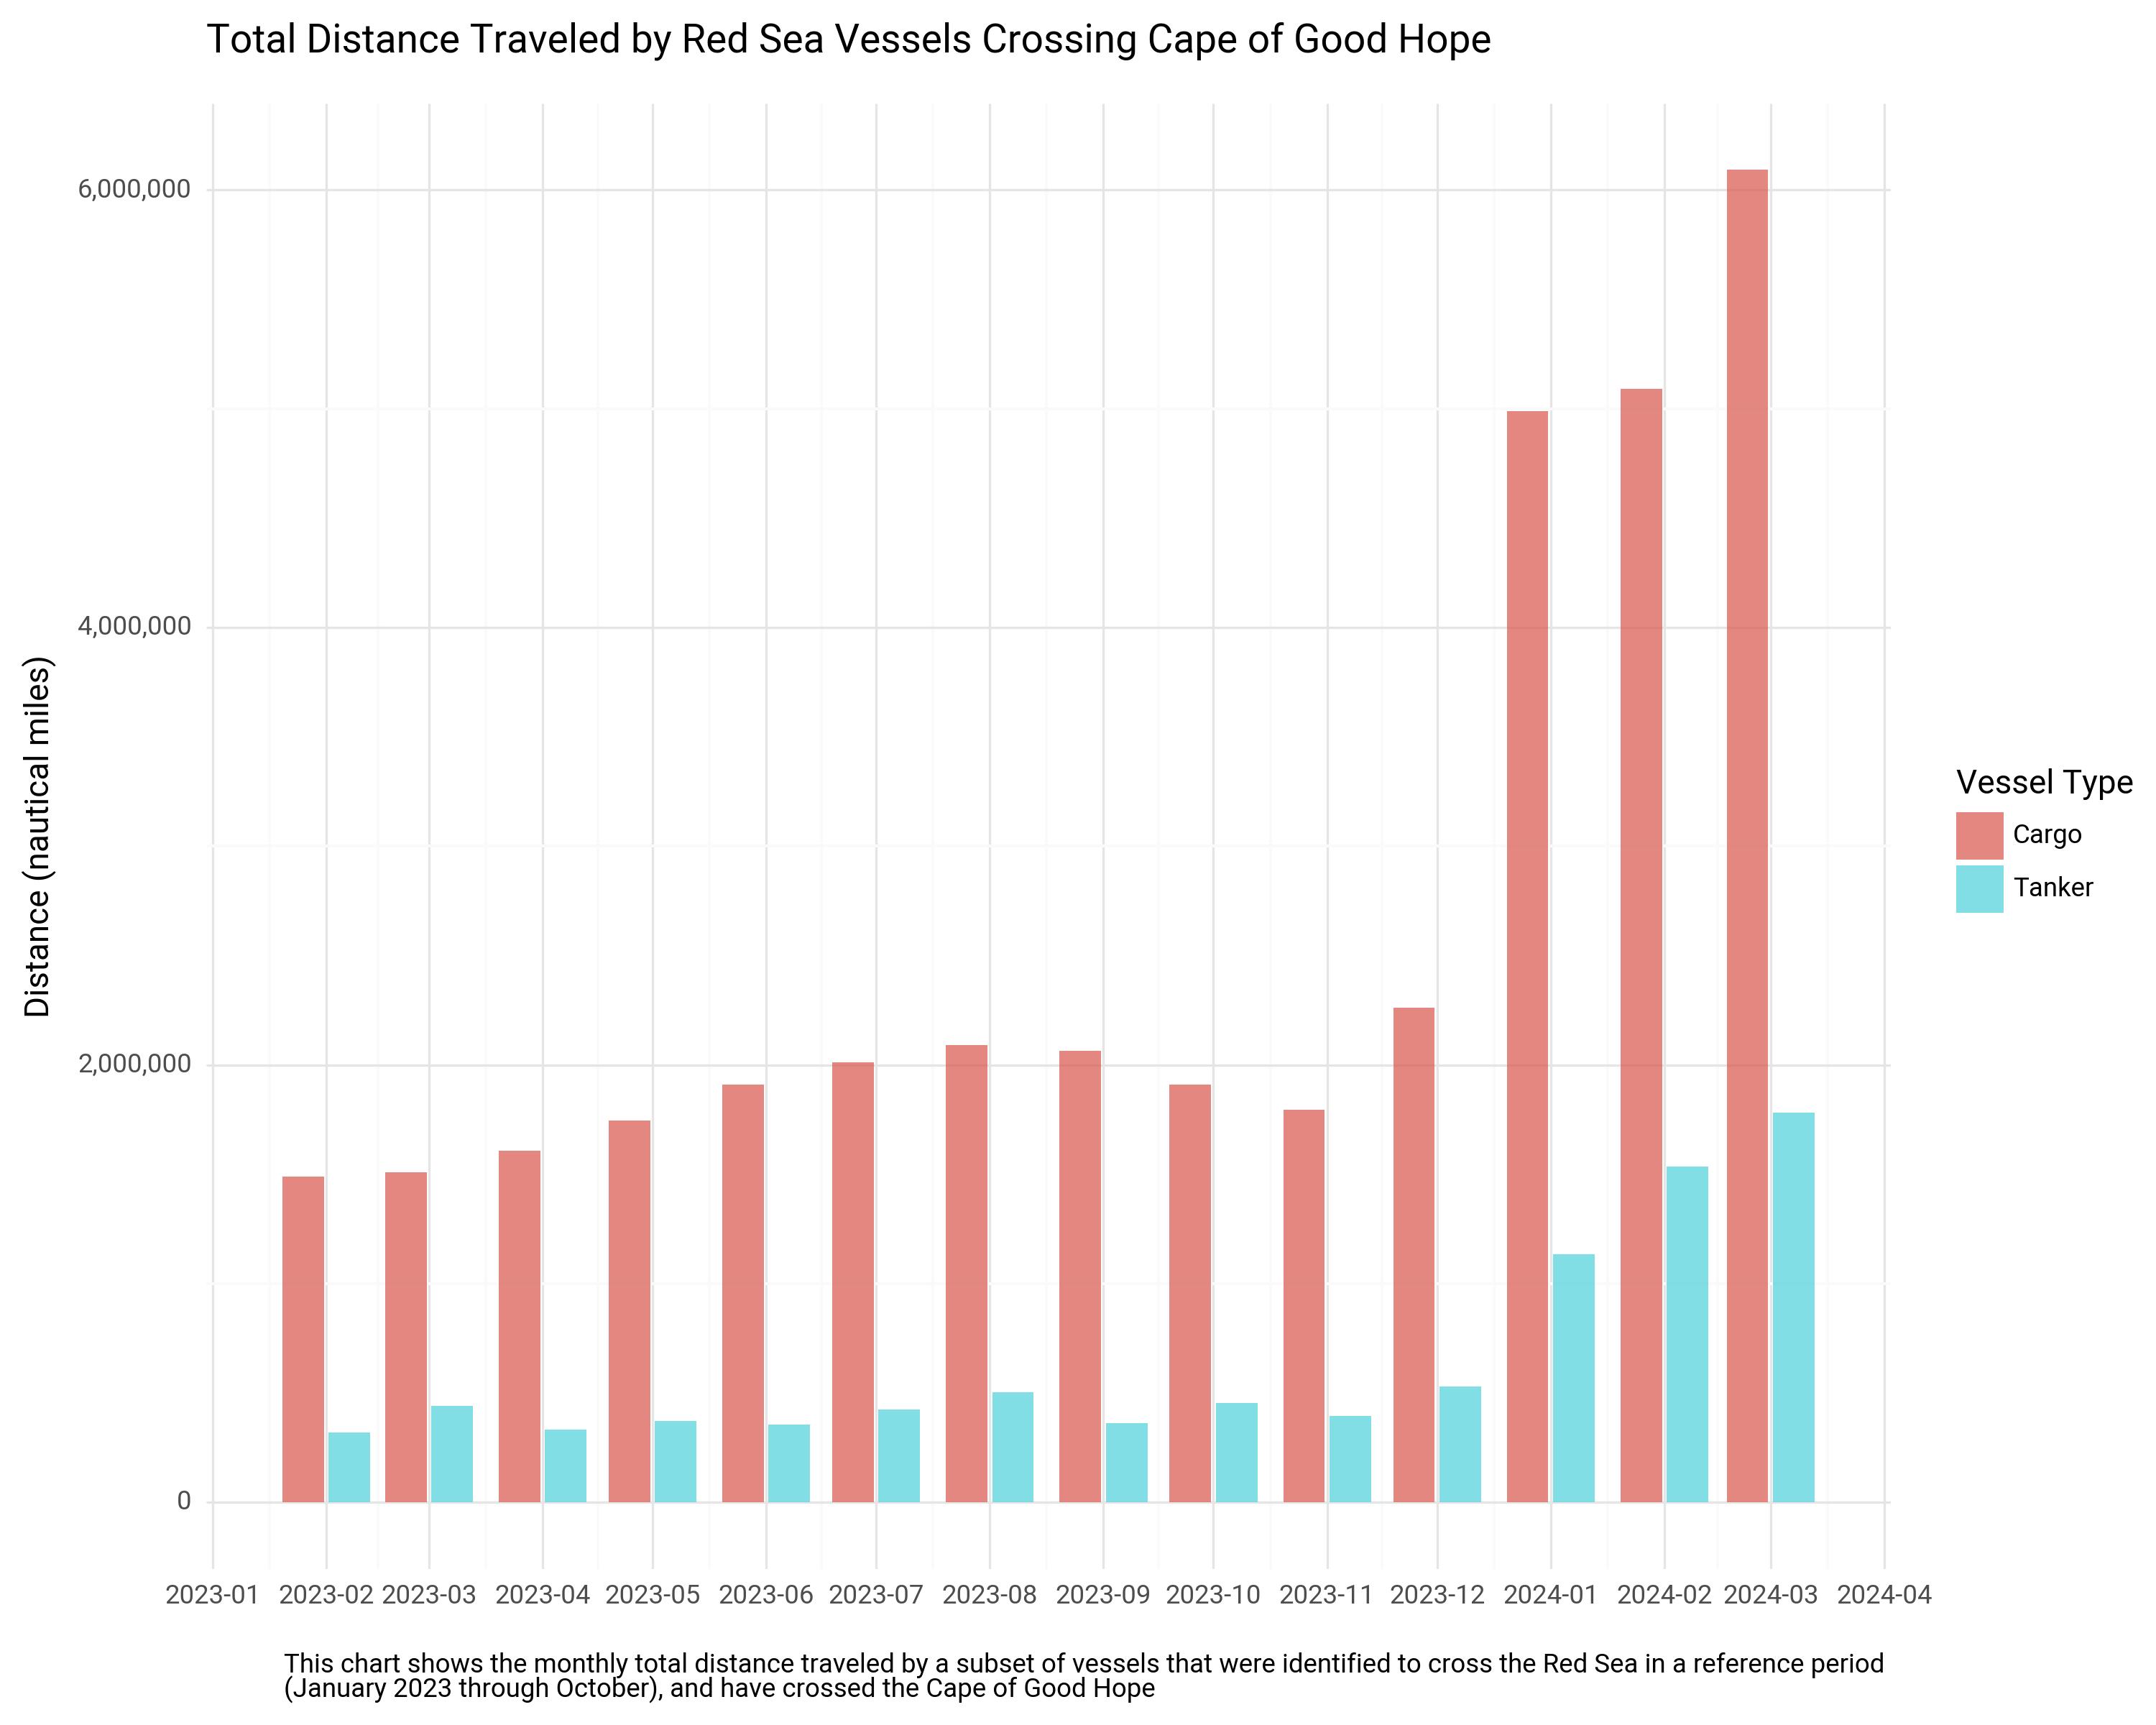 Total Distance Traveled by Red Sea Vessels Crossing Cape of Good Hope
6,000,000
4,000,000
2,000,000
0
Distance (nautical miles)
Vessel Type
Cargo
Tanker
2023-01 2023-02 2023-03 2023-04 2023-05 2023-06 2023-07 2023-08 2023-09 2023-10 2023-11 2023-12 2024-01 2024-02 2024-03 2024-04
This chart shows the monthly total distance traveled by a subset of vessels that were identified to cross the Red Sea in a reference period
(January 2023 through October), and have crossed the Cape of Good Hope